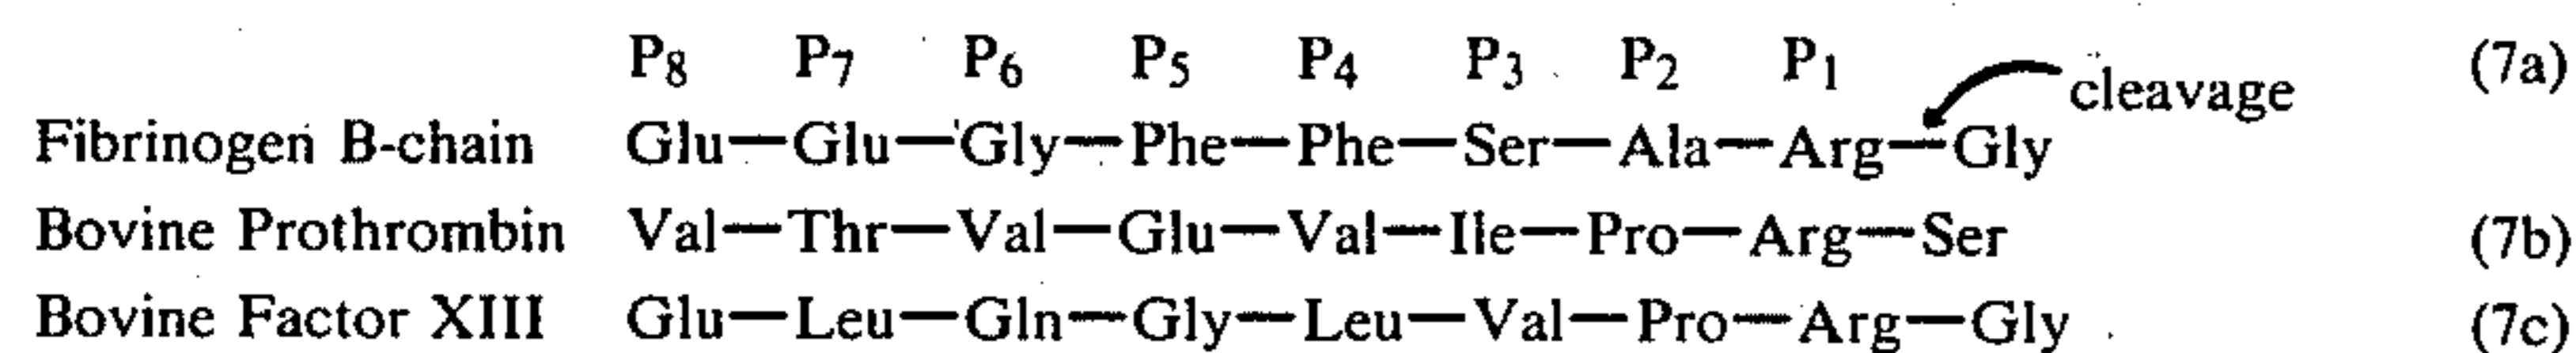 P₈ P₇ P₆ P₅ P₄ P₃ P₂ P₁ (7a)
cleavage
Fibrinogen B-chain Glu—Glu—Gly—Phe—Phe—Ser—Ala—Arg—Gly
Bovine Prothrombin Val—Thr—Val—Glu—Val—Ile—Pro—Arg—Ser (7b)
Bovine Factor XIII Glu—Leu—Gln—Gly—Leu—Val—Pro—Arg—Gly (7c)